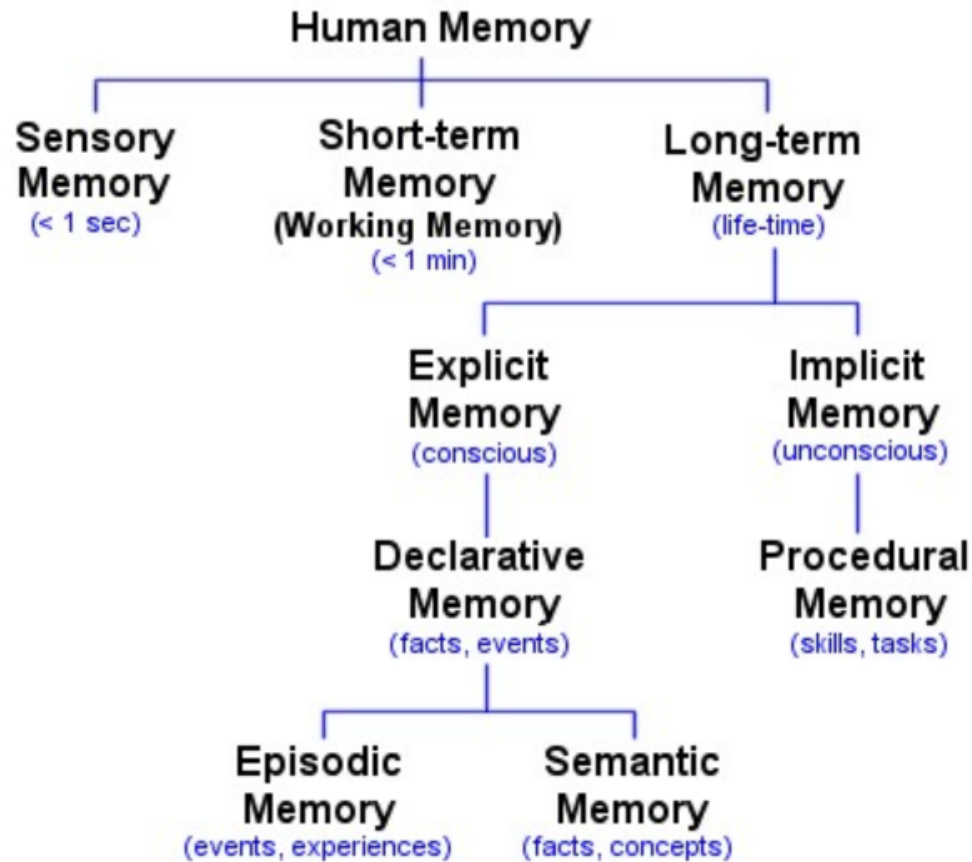 Human Memory
Sensory
Memory
(< 1 sec)
Short-term
Memory
(Working Memory)
(< 1 min)
Long-term
Memory
(life-time)
Explicit
Memory
(conscious)
Implicit
Memory
(unconscious)
Declarative
Memory
(facts, events)
Procedural
Memory
(skills, tasks)
Episodic
Memory
(events, experiences)
Semantic
Memory
(facts, concepts)